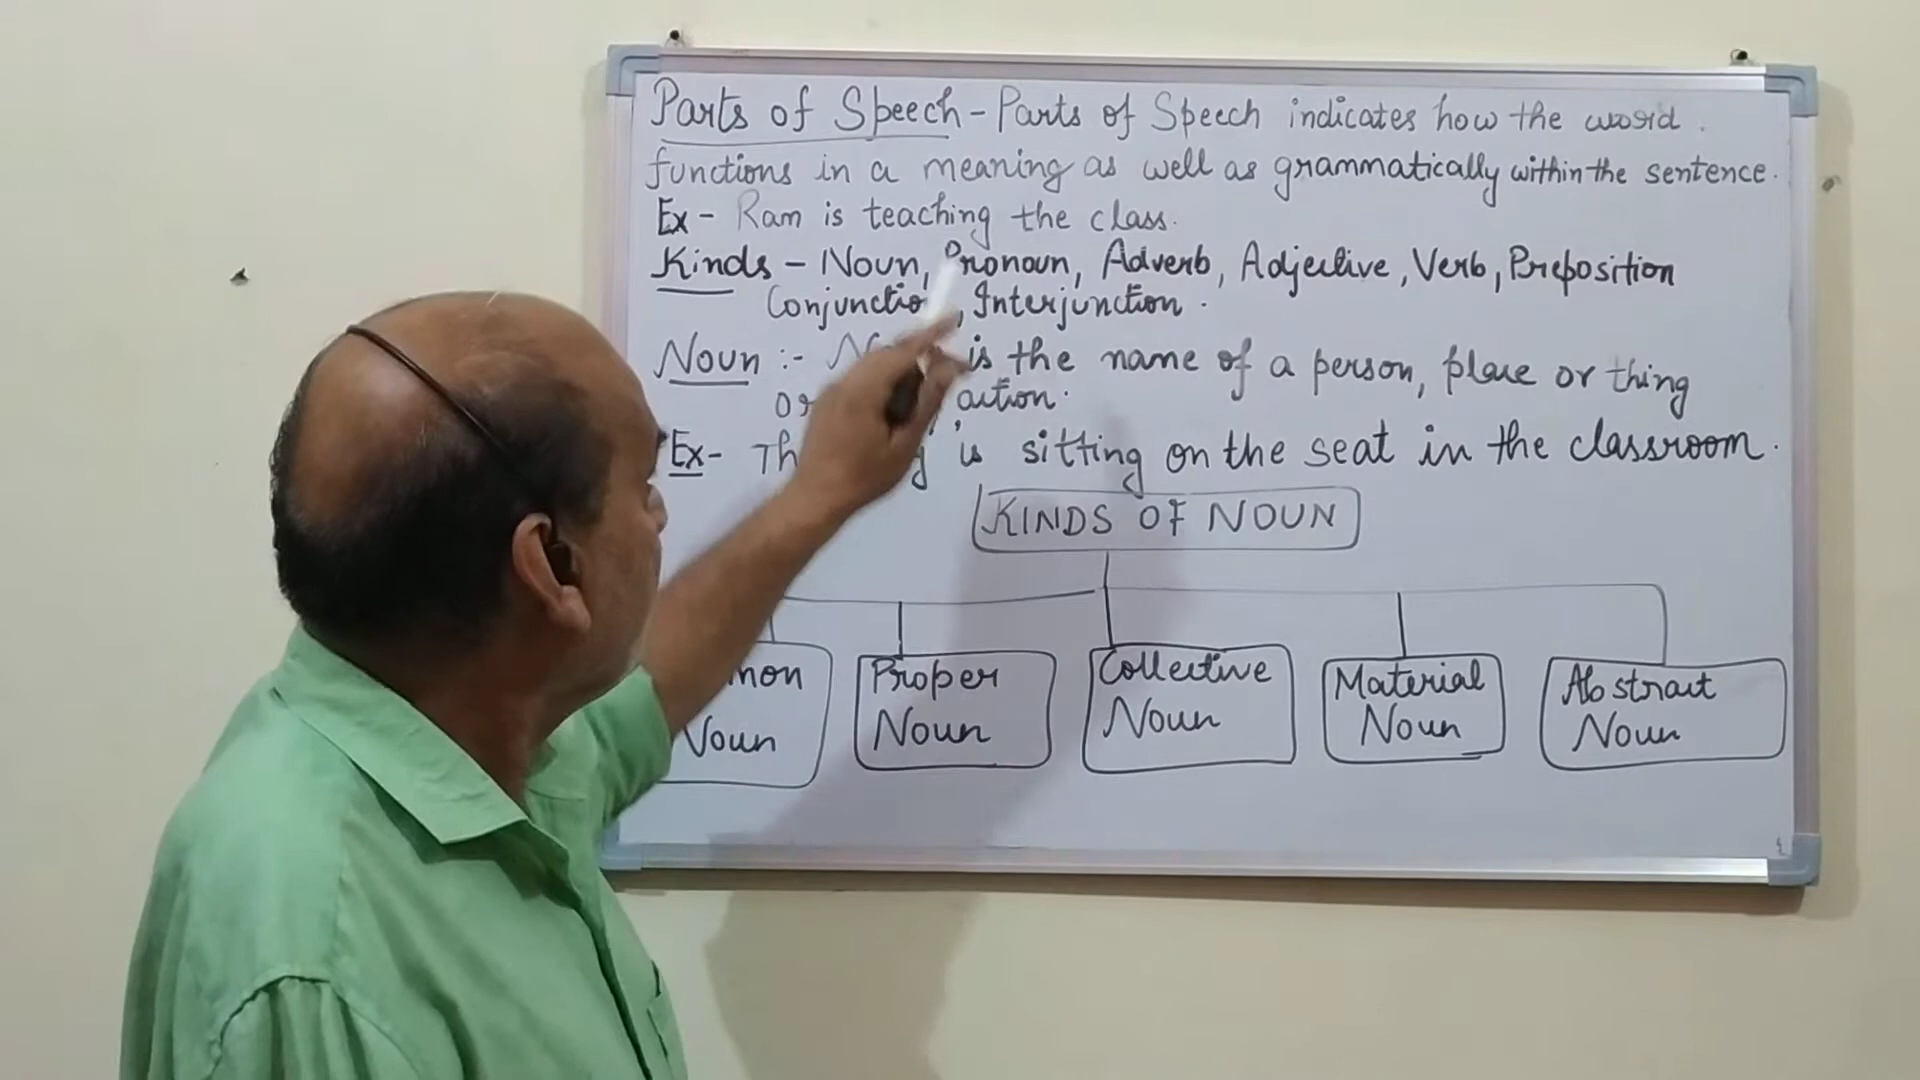 Parts of Speech - Parts of Speech indicates how the word
functions in a meaning as well as grammatically within the sentence.
Ex - Ram is teaching the class.
Kinds - Noun, Pronoun, Adverb, Adjective, Verb, Preposition
Conjunction, Interjunction.
Noun :- is the name of a person, place or thing
or action.
Ex - is sitting on the seat in the classroom.
KINDS OF NOUN
Noun
Proper Noun
Collective Noun
Material Noun
Abstract Noun